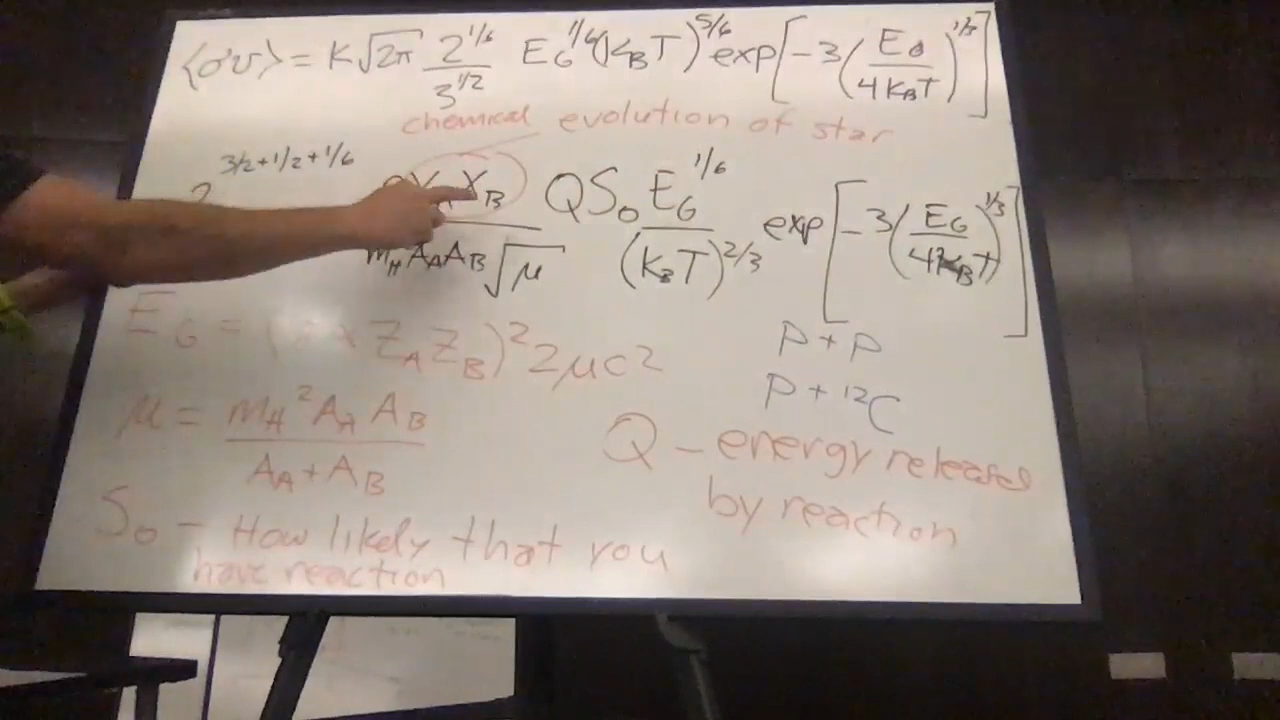 ⟨σv⟩ = K√2π 2^1/6 / 3^1/2 E_G^1/6 (K_BT)^5/6 exp[-3(E_G / 4K_BT)^1/3]
chemical evolution of star
2^3/2+1/2+1/6 X_B / m_H A_A A_B √μ QS_0 E_G^1/6 / (K_BT)^2/3 exp[-3(E_G / 4K_BT)^1/3]
E_G = ( Z_A Z_B)^2 2μc^2
p + p
μ = m_H^2 A_A A_B / A_A + A_B
p + ^12C
Q - energy released
by reaction
S_0 - How likely that you
have reaction